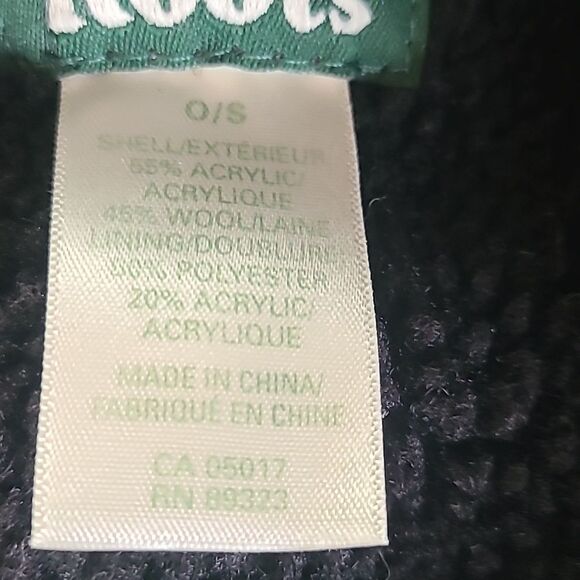 Roots
O/S
SHELL/EXTÉRIEUR
55% ACRYLIC/
ACRYLIQUE
45% WOOL/LAINE
LINING/DOUBLURE
80% POLYESTER
20% ACRYLIC/
ACRYLIQUE
MADE IN CHINA/
FABRIQUÉ EN CHINE
CA 05017
RN 89323